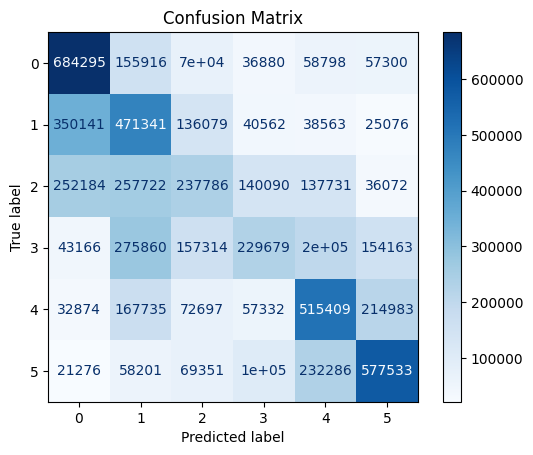 Confusion Matrix
0 684295 155916 7e+04 36880 58798 57300
1 350141 471341 136079 40562 38563 25076
2 252184 257722 237786 140090 137731 36072
3 43166 275860 157314 229679 2e+05 154163
4 32874 167735 72697 57332 515409 214983
5 21276 58201 69351 1e+05 232286 577533
0 1 2 3 4 5
Predicted label
True label
600000
500000
400000
300000
200000
100000